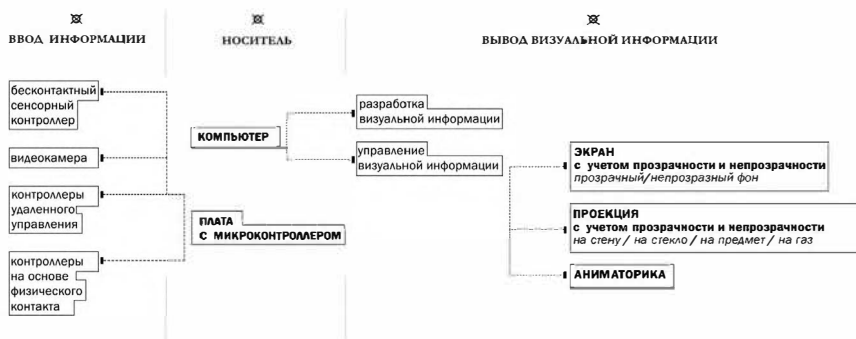 ВВОД ИНФОРМАЦИИ
НОСИТЕЛЬ
ВЫВОД ВИЗУАЛЬНОЙ ИНФОРМАЦИИ
бесконтактный
сенсорный
контроллер
видеокамера
контроллеры
удаленного
управления
контроллеры
на основе
физического
контакта
КОМПЬЮТЕР
ПЛАТА
С МИКРОКОНТРОЛЛЕРОМ
разработка
визуальной информации
управление
визуальной информации
ЭКРАН
с учетом прозрачности и непрозрачности
прозрачный/непрозразный фон
ПРОЕКЦИЯ
с учетом прозрачности и непрозрачности
на стену / на стекло / на предмет / на газ
АНИМАТОРИКА